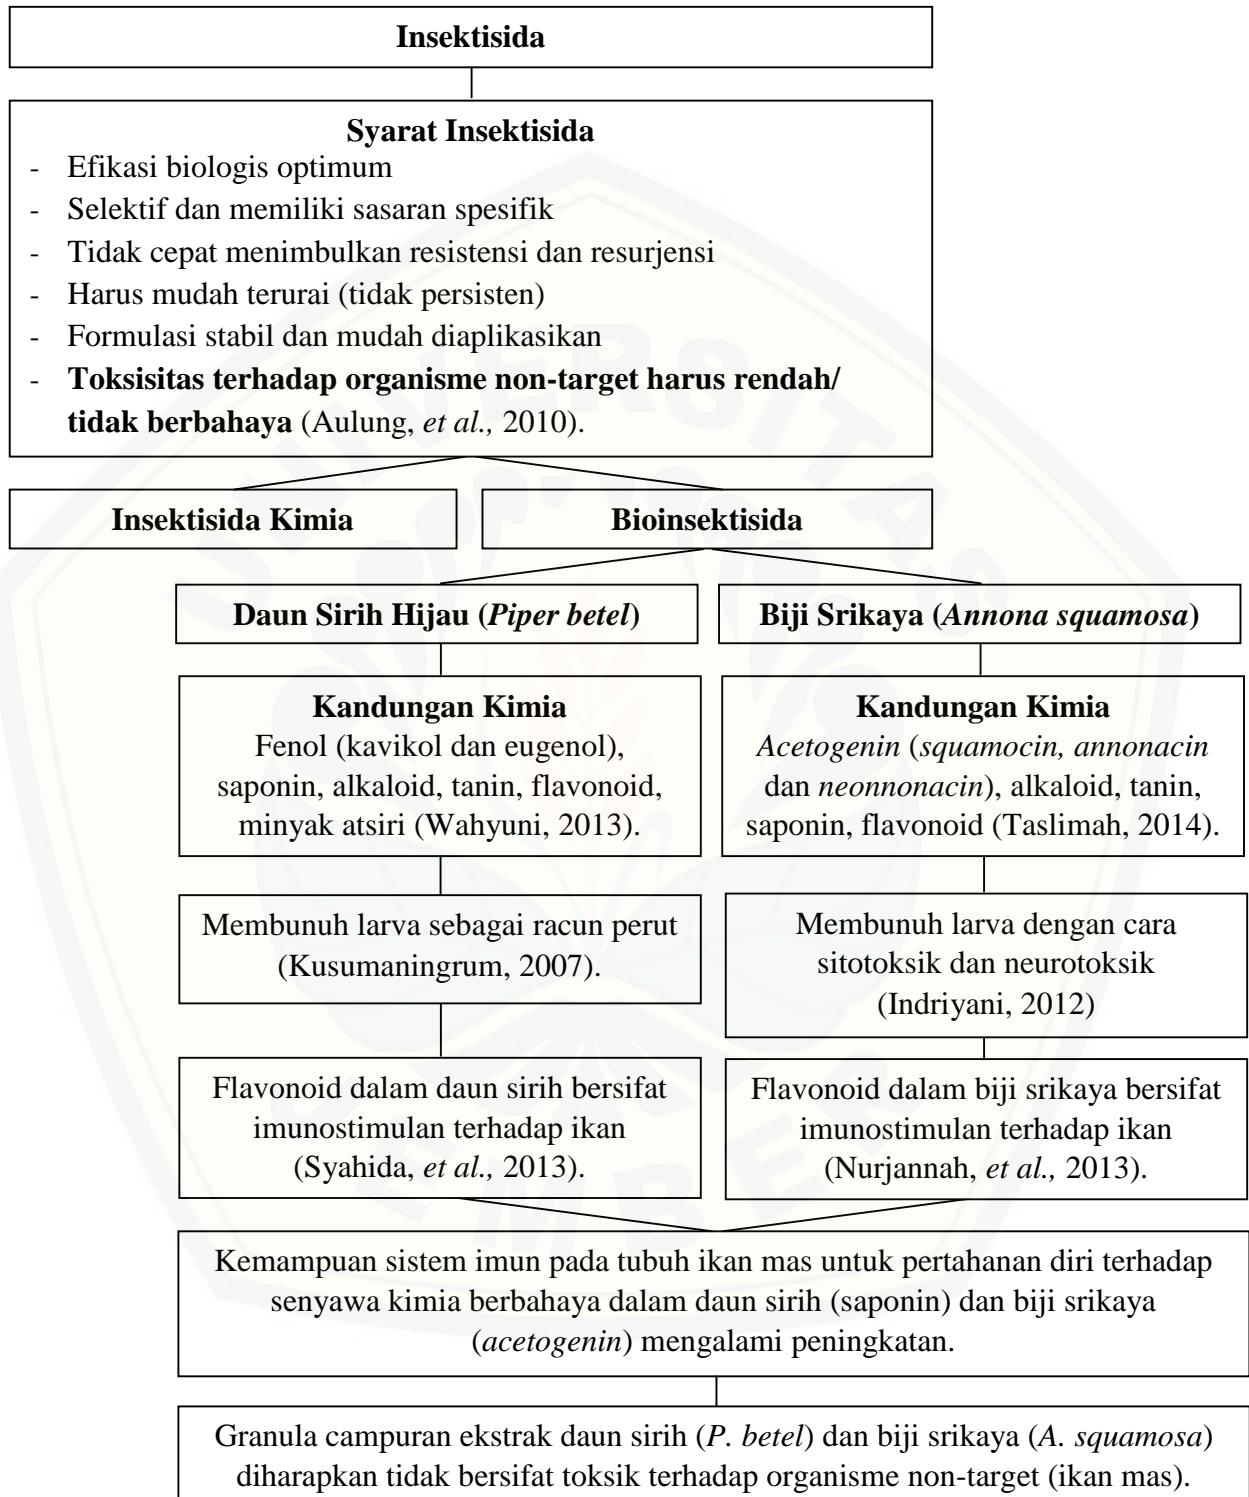 Insektisida
Syarat Insektisida
- Efikasi biologis optimum
- Selektif dan memiliki sasaran spesifik
- Tidak cepat menimbulkan resistensi dan resurjensi
- Harus mudah terurai (tidak persisten)
- Formulasi stabil dan mudah diaplikasikan
- Toksisitas terhadap organisme non-target harus rendah/
tidak berbahaya (Aulung, et al., 2010).
Insektisida Kimia
Bioinsektisida
Daun Sirih Hijau (Piper betel)
Biji Srikaya (Annona squamosa)
Kandungan Kimia
Fenol (kavikol dan eugenol),
saponin, alkaloid, tanin, flavonoid,
minyak atsiri (Wahyuni, 2013).
Kandungan Kimia
Acetogenin (squamocin, annonacin
dan neonnonacin), alkaloid, tanin,
saponin, flavonoid (Taslimah, 2014).
Membunuh larva sebagai racun perut
(Kusumaningrum, 2007).
Membunuh larva dengan cara
sitotoksik dan neurotoksik
(Indriyani, 2012)
Flavonoid dalam daun sirih bersifat
imunostimulan terhadap ikan
(Syahida, et al., 2013).
Flavonoid dalam biji srikaya bersifat
imunostimulan terhadap ikan
(Nurjannah, et al., 2013).
Kemampuan sistem imun pada tubuh ikan mas untuk pertahanan diri terhadap
senyawa kimia berbahaya dalam daun sirih (saponin) dan biji srikaya
(acetogenin) mengalami peningkatan.
Granula campuran ekstrak daun sirih (P. betel) dan biji srikaya (A. squamosa)
diharapkan tidak bersifat toksik terhadap organisme non-target (ikan mas).
UNIVERSITAS
JEMBER